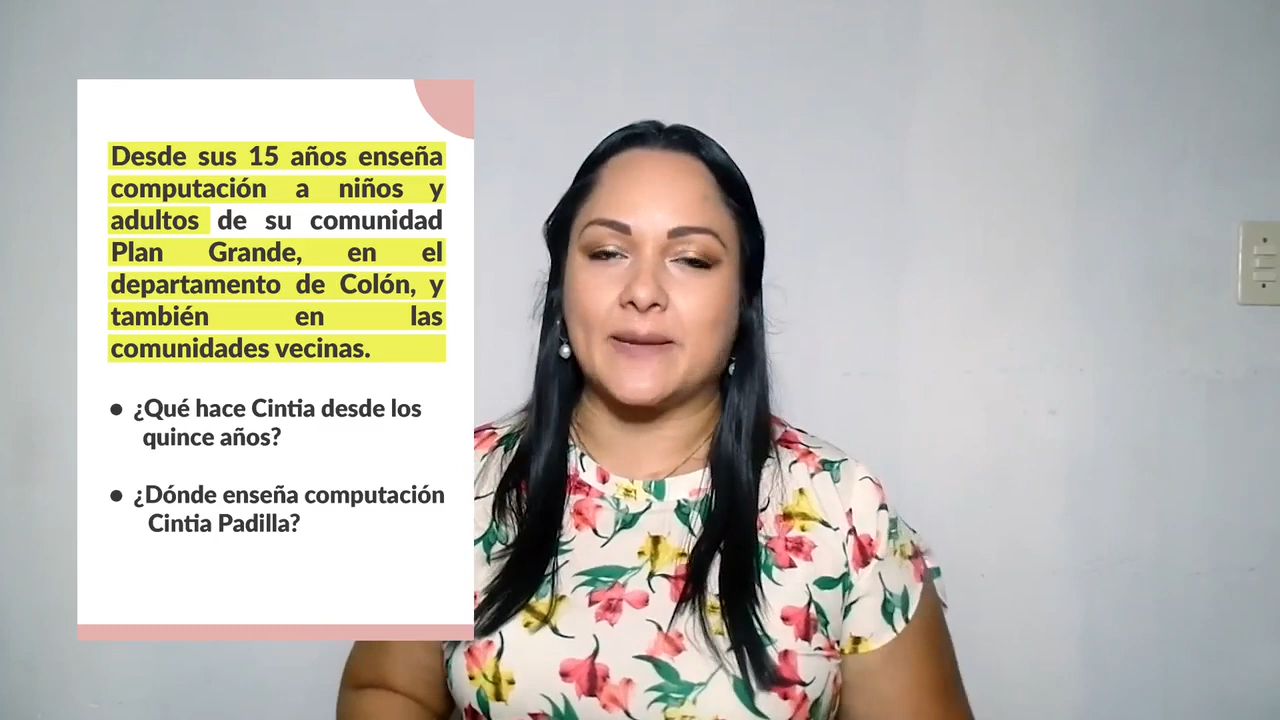 Desde sus 15 años enseña
computación a niños y
adultos de su comunidad
Plan Grande, en el
departamento de Colón, y
también en las
comunidades vecinas.
• ¿Qué hace Cintia desde los
quince años?
• ¿Dónde enseña computación
Cintia Padilla?